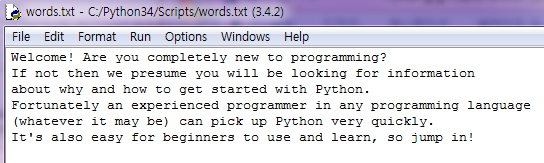 words.txt - C:/Python34/Scripts/words.txt (3.4.2)
File Edit Format Run Options Windows Help
Welcome! Are you completely new to programming?
If not then we presume you will be looking for information
about why and how to get started with Python.
Fortunately an experienced programmer in any programming language
(whatever it may be) can pick up Python very quickly.
It's also easy for beginners to use and learn, so jump in!